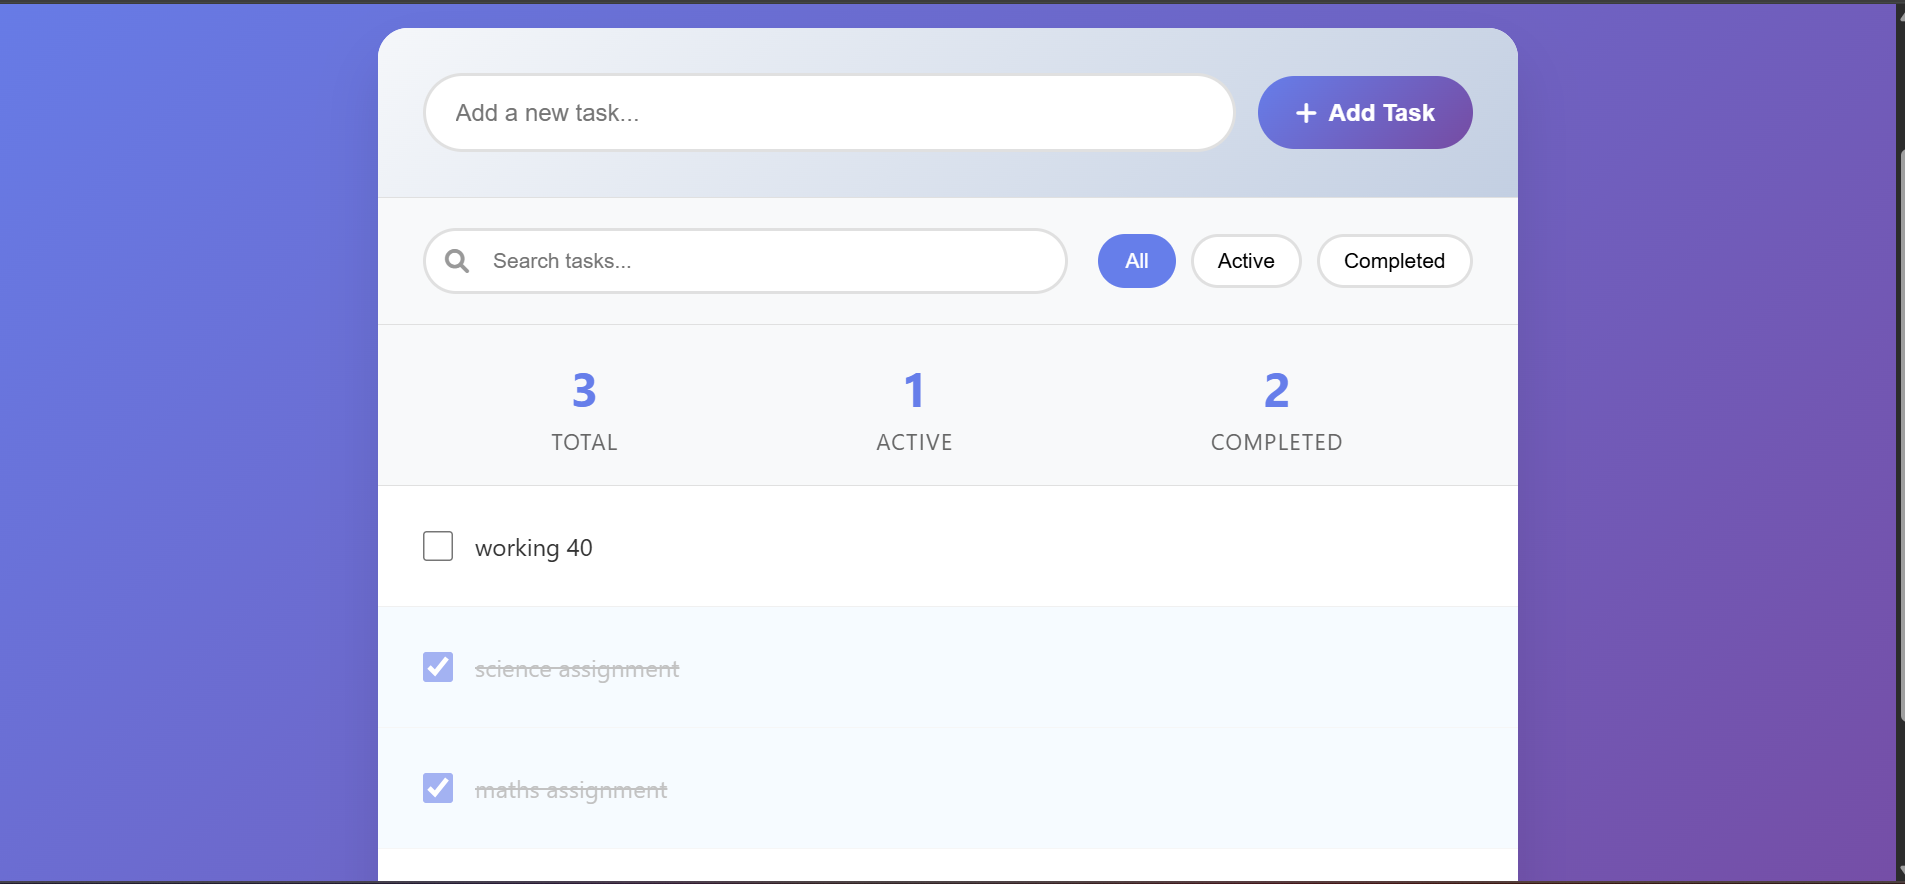 Add a new task...
Add Task
Search tasks...
All
Active
Completed
3
1
2
TOTAL
ACTIVE
COMPLETED
working 40
science assignment
maths assignment